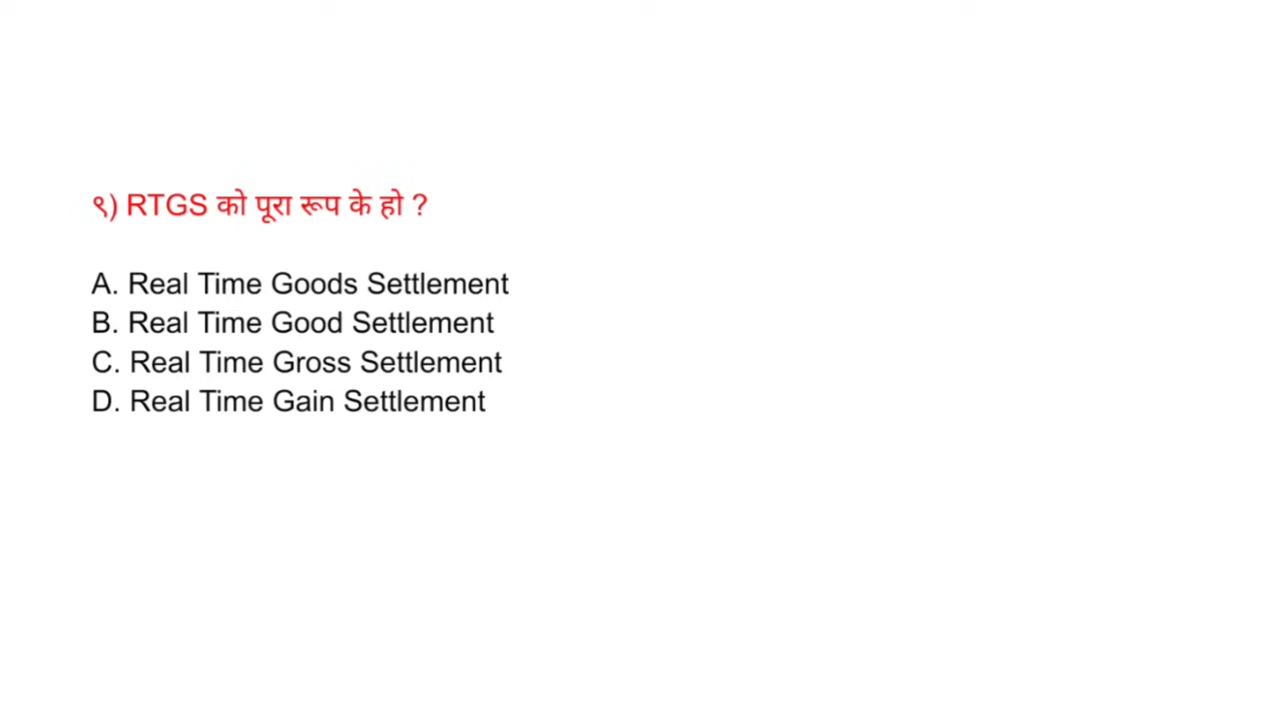 ९) RTGS को पूरा रूप के हो ?
A. Real Time Goods Settlement
B. Real Time Good Settlement
C. Real Time Gross Settlement
D. Real Time Gain Settlement